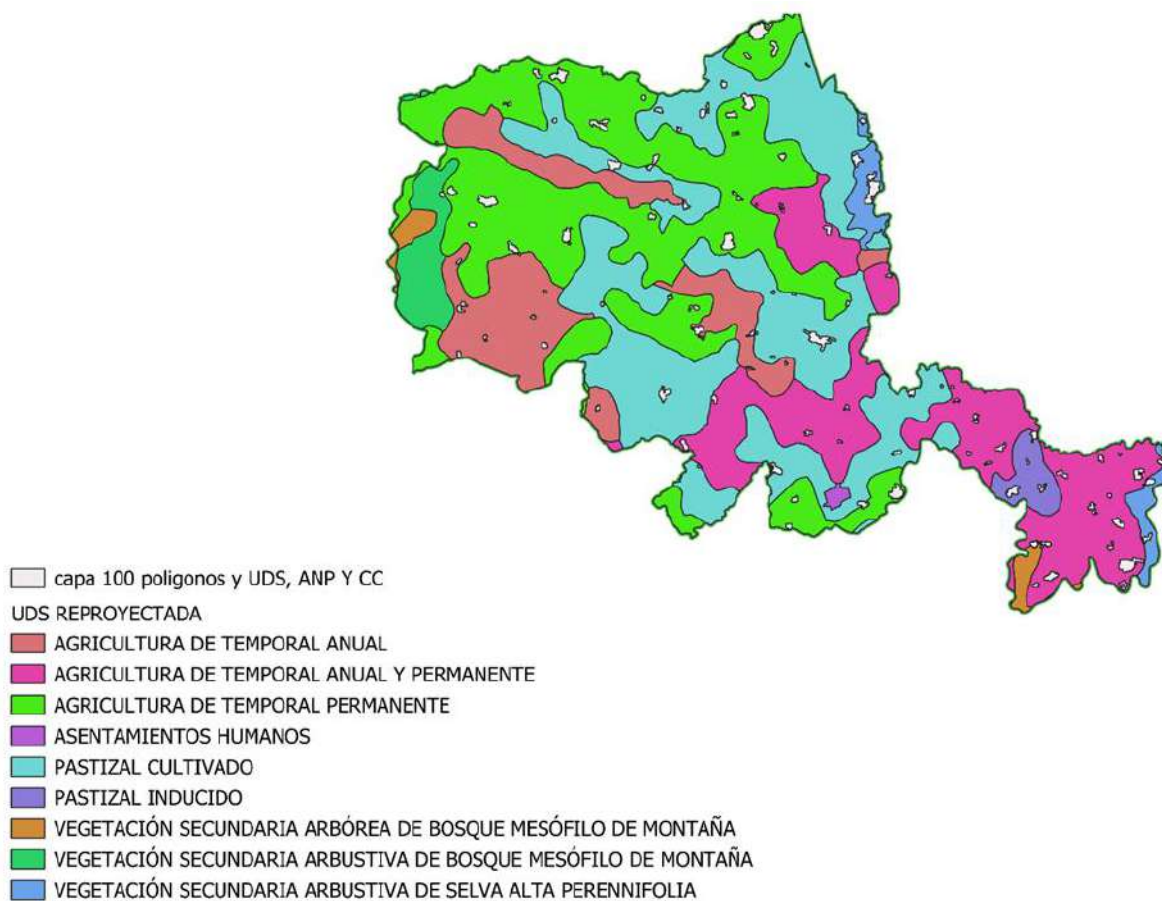 capa 100 poligonos y UDS, ANP Y CC
UDS REPROYECTADA
AGRICULTURA DE TEMPORAL ANUAL
AGRICULTURA DE TEMPORAL ANUAL Y PERMANENTE
AGRICULTURA DE TEMPORAL PERMANENTE
ASENTAMIENTOS HUMANOS
PASTIZAL CULTIVADO
PASTIZAL INDUCIDO
VEGETACIÓN SECUNDARIA ARBÓREA DE BOSQUE MESÓFILO DE MONTAÑA
VEGETACIÓN SECUNDARIA ARBUSTIVA DE BOSQUE MESÓFILO DE MONTAÑA
VEGETACIÓN SECUNDARIA ARBUSTIVA DE SELVA ALTA PERENNIFOLIA